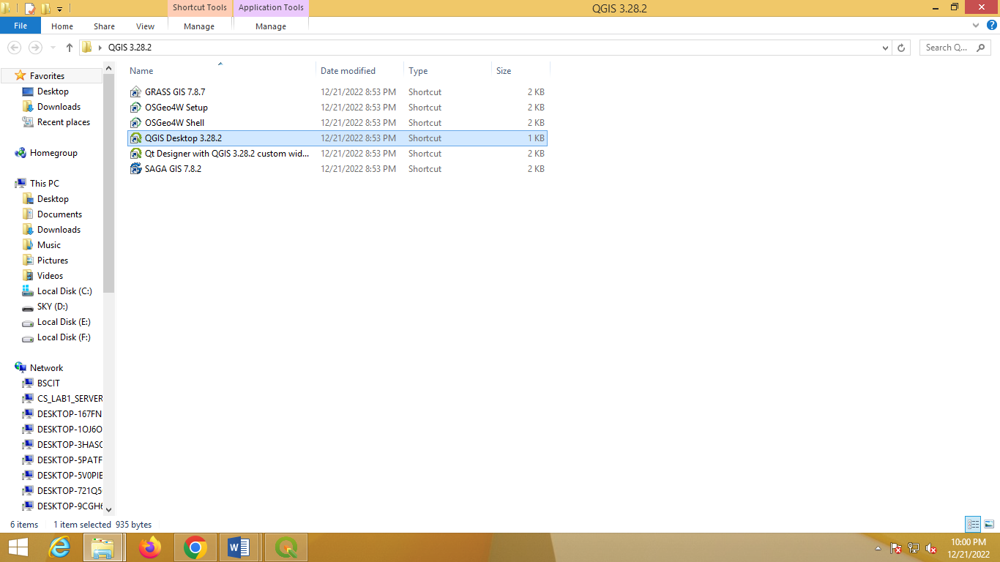 Shortcut Tools Application Tools QGIS 3.28.2
File Home Share View Manage Manage
QGIS 3.28.2 Search Q...
Name Date modified Type Size
GRASS GIS 7.8.7 12/21/2022 8:53 PM Shortcut 2 KB
OSGeo4W Setup 12/21/2022 8:53 PM Shortcut 2 KB
OSGeo4W Shell 12/21/2022 8:53 PM Shortcut 2 KB
QGIS Desktop 3.28.2 12/21/2022 8:53 PM Shortcut 1 KB
Qt Designer with QGIS 3.28.2 custom wid... 12/21/2022 8:53 PM Shortcut 2 KB
SAGA GIS 7.8.2 12/21/2022 8:53 PM Shortcut 2 KB
Favorites
Desktop
Downloads
Recent places
Homegroup
This PC
Desktop
Documents
Downloads
Music
Pictures
Videos
Local Disk (C:)
SKY (D:)
Local Disk (E:)
Local Disk (F:)
Network
BSCIT
CS_LAB1_SERVER
DESKTOP-167FN
DESKTOP-1OJ6O
DESKTOP-3HASC
DESKTOP-5PATF
DESKTOP-5V0PIE
DESKTOP-721Q5
DESKTOP-9CGH6
6 items 1 item selected 935 bytes
10:00 PM
12/21/2022